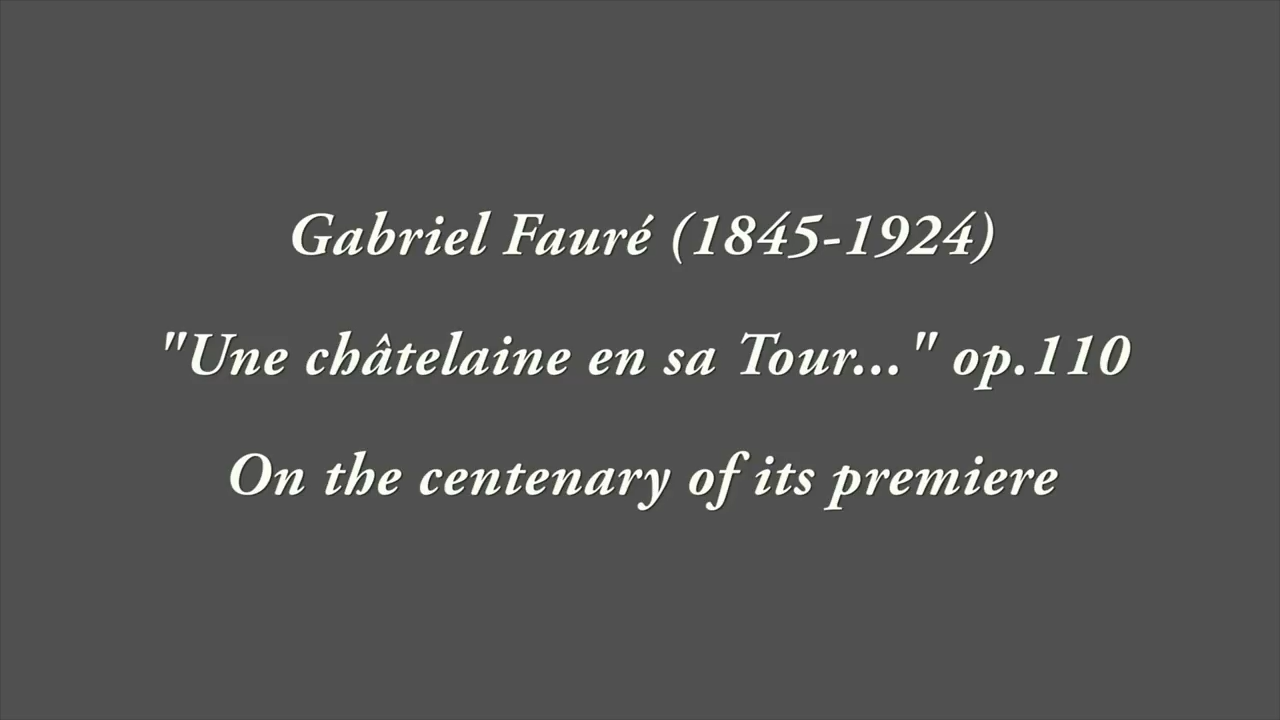 Gabriel Fauré (1845-1924)
"Une châtelaine en sa Tour..." op.110
On the centenary of its premiere